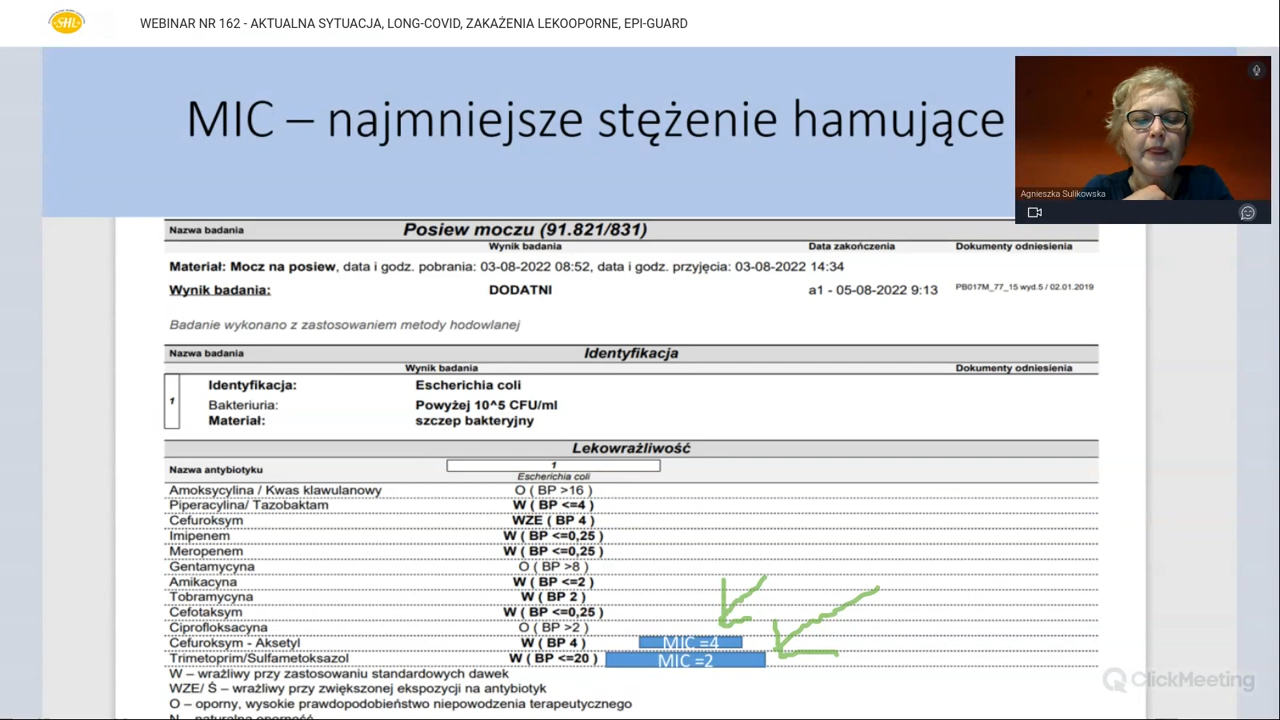 SHL
WEBINAR NR 162 - AKTUALNA SYTUACJA, LONG-COVID, ZAKAŻENIA LEKOOPORNE, EPI-GUARD
MIC – najmniejsze stężenie hamujące
Agnieszka Sulikowska
Nazwa badania Posiew moczu (91.821/831)
Wynik badania Data zakończenia Dokumenty odniesienia
Materiał: Mocz na posiew, data i godz. pobrania: 03-08-2022 08:52, data i godz. przyjęcia: 03-08-2022 14:34
Wynik badania: DODATNI a1 - 05-08-2022 9:13 PB017M_77_15 wyd.5 / 02.01.2019
Badanie wykonano z zastosowaniem metody hodowlanej
Nazwa badania Identyfikacja
Wynik badania Dokumenty odniesienia
1 Identyfikacja: Escherichia coli
Bakteriuria: Powyżej 10^5 CFU/ml
Materiał: szczep bakteryjny
Lekowrażliwość
Nazwa antybiotyku 1
Escherichia coli
Amoksycylina / Kwas klawulanowy O ( BP >16 )
Piperacylina/ Tazobaktam W ( BP <=4 )
Cefuroksym WZE ( BP 4 )
Imipenem W ( BP <=0,25 )
Meropenem W ( BP <=0,25 )
Gentamycyna O ( BP >8 )
Amikacyna W ( BP <=2 )
Tobramycyna W ( BP 2 )
Cefotaksym W ( BP <=0,25 )
Ciprofloksacyna O ( BP >2 )
Cefuroksym - Aksetyl W ( BP 4 ) MIC =4
Trimetoprim/Sulfametoksazol W ( BP <=20 ) MIC =2
W – wrażliwy przy zastosowaniu standardowych dawek
WZE/ Ś – wrażliwy przy zwiększonej ekspozycji na antybiotyk
O – oporny, wysokie prawdopodobieństwo niepowodzenia terapeutycznego
N – naturalna oporność
ClickMeeting